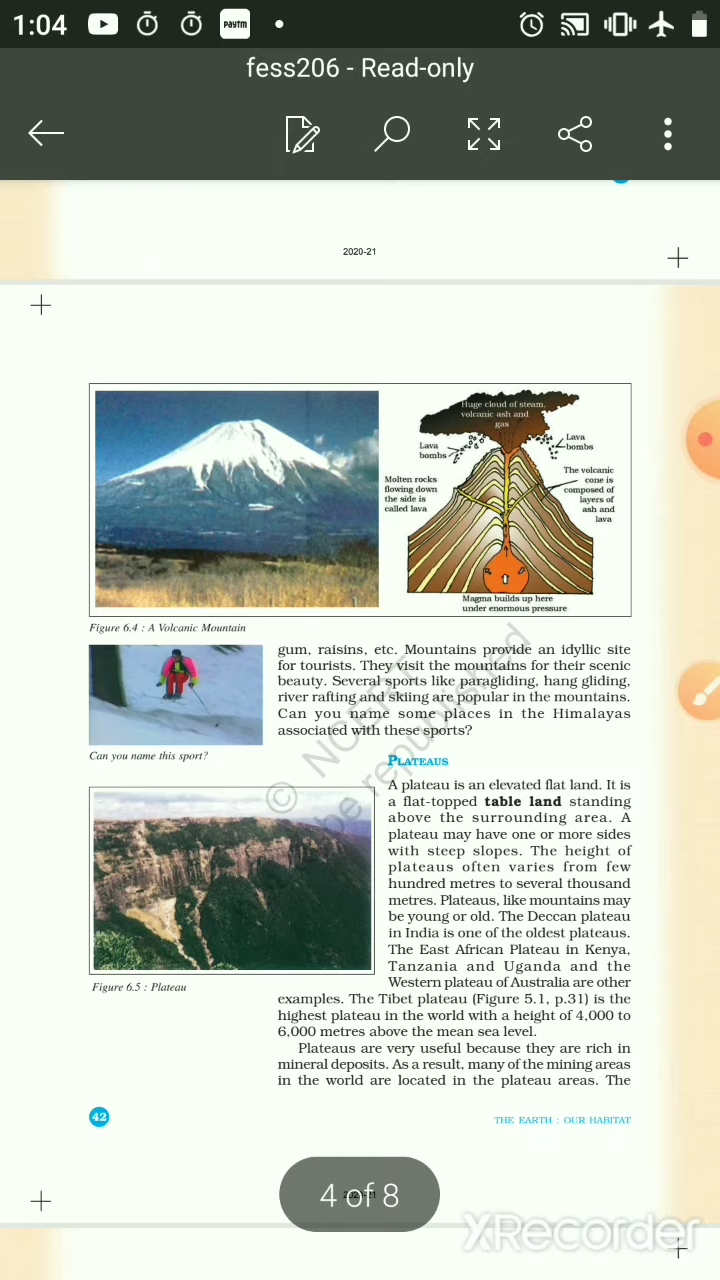 1:04
paytm
fess206 - Read-only
2020-21
Huge cloud of steam,
volcanic ash and
gas
Lava
bombs
Lava
bombs
Molten rocks
flowing down
the side is
called lava
The volcanic
cone is
composed of
layers of
ash and
lava
Magma builds up here
under enormous pressure
Figure 6.4 : A Volcanic Mountain
gum, raisins, etc. Mountains provide an idyllic site
for tourists. They visit the mountains for their scenic
beauty. Several sports like paragliding, hang gliding,
river rafting and skiing are popular in the mountains.
Can you name some places in the Himalayas
associated with these sports?
Can you name this sport?
PLATEAUS
A plateau is an elevated flat land. It is
a flat-topped table land standing
above the surrounding area. A
plateau may have one or more sides
with steep slopes. The height of
plateaus often varies from few
hundred metres to several thousand
metres. Plateaus, like mountains may
be young or old. The Deccan plateau
in India is one of the oldest plateaus.
The East African Plateau in Kenya,
Tanzania and Uganda and the
Western plateau of Australia are other
examples. The Tibet plateau (Figure 5.1, p.31) is the
highest plateau in the world with a height of 4,000 to
6,000 metres above the mean sea level.
Figure 6.5 : Plateau
Plateaus are very useful because they are rich in
mineral deposits. As a result, many of the mining areas
in the world are located in the plateau areas. The
© NCERT
be republished
42
THE EARTH : OUR HABITAT
4 of 8
XRecorder